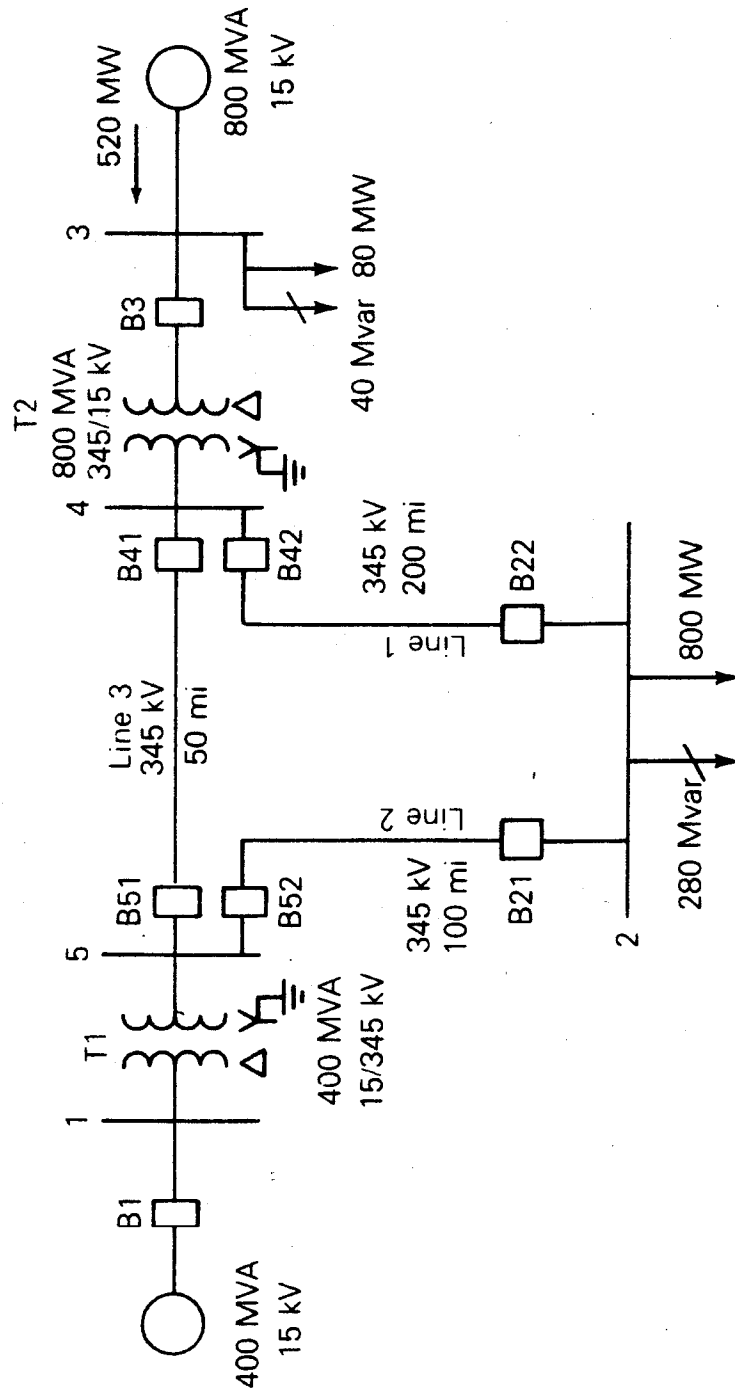 T2
800 MVA
345/15 kV
520 MW
1
5
4
3
B1
T1
B51
Line 3
345 kV
50 mi
B41
B3
800 MVA
15 kV
400 MVA
15 kV
400 MVA
15/345 kV
B52
B42
40 Mvar
80 MW
345 kV
100 mi
Line 2
Line 1
345 kV
200 mi
B21
B22
2
280 Mvar
800 MW